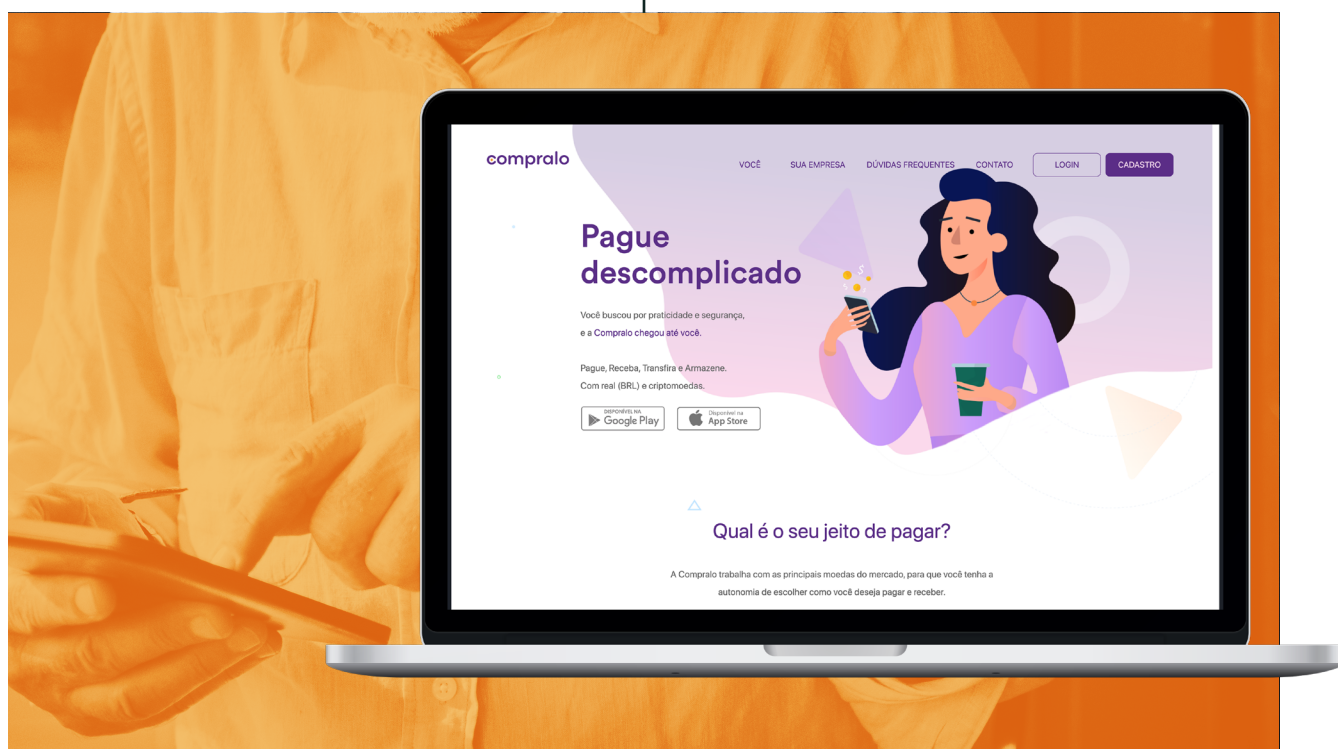 compralo
VOCÊ SUA EMPRESA DÚVIDAS FREQUENTES CONTATO LOGIN CADASTRO
Pague
descomplicado
Você buscou por praticidade e segurança,
e a Compralo chegou até você.
Pague, Receba, Transfira e Armazene.
Com real (BRL) e criptomoedas.
DISPONÍVEL NA
Google Play
Disponível na
App Store
Qual é o seu jeito de pagar?
A Compralo trabalha com as principais moedas do mercado, para que você tenha a
autonomia de escolher como você deseja pagar e receber.